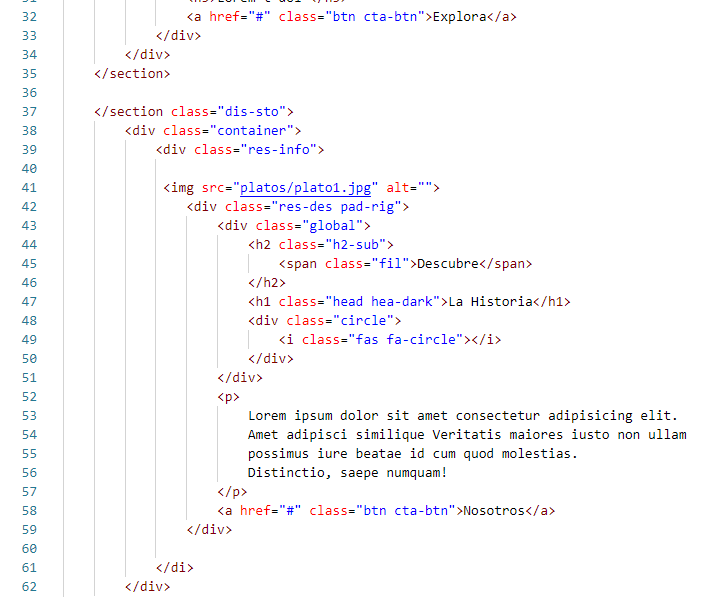 32 <a href="#" class="btn cta-btn">Explora</a>
33 </div>
34 </div>
35 </section>
36
37 </section class="dis-sto">
38 <div class="container">
39 <div class="res-info">
40
41 <img src="platos/plato1.jpg" alt="">
42 <div class="res-des pad-rig">
43 <div class="global">
44 <h2 class="h2-sub">
45 <span class="fil">Descubre</span>
46 </h2>
47 <h1 class="head hea-dark">La Historia</h1>
48 <div class="circle">
49 <i class="fas fa-circle"></i>
50 </div>
51 </div>
52 <p>
53 Lorem ipsum dolor sit amet consectetur adipisicing elit.
54 Amet adipisci similique Veritatis maiores iusto non ullam
55 possimus iure beatae id cum quod molestias.
56 Distinctio, saepe numquam!
57 </p>
58 <a href="#" class="btn cta-btn">Nosotros</a>
59 </div>
60
61 </di>
62 </div>